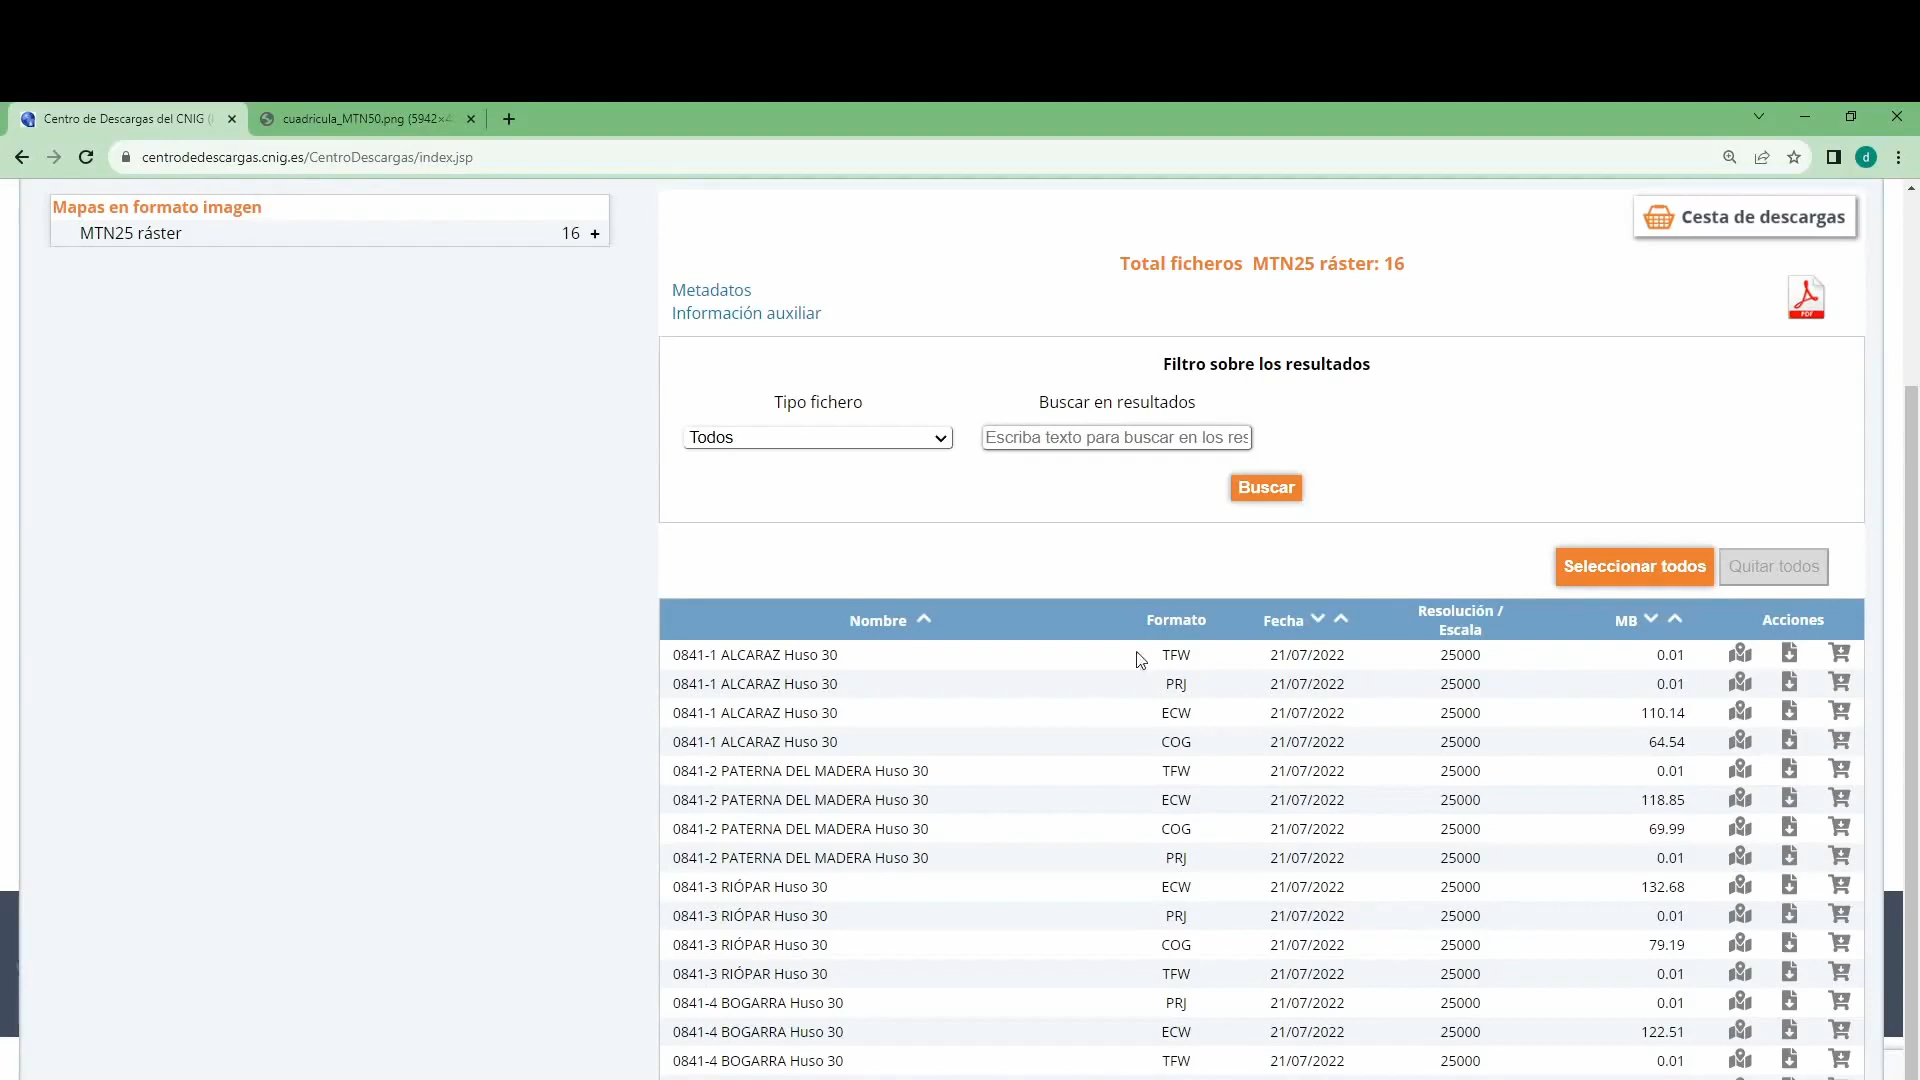 Centro de Descargas del CNIG (
cuadricula_MTN50.png (5942×4
centrodedescargas.cnig.es/CentroDescargas/index.jsp
d
Mapas en formato imagen
MTN25 ráster 16 +
Cesta de descargas
Total ficheros MTN25 ráster: 16
Metadatos
Información auxiliar
PDF
Filtro sobre los resultados
Tipo fichero Buscar en resultados
Todos Escriba texto para buscar en los res
Buscar
Seleccionar todos Quitar todos
Nombre Formato Fecha Resolución / Escala MB Acciones
0841-1 ALCARAZ Huso 30 TFW 21/07/2022 25000 0.01
0841-1 ALCARAZ Huso 30 PRJ 21/07/2022 25000 0.01
0841-1 ALCARAZ Huso 30 ECW 21/07/2022 25000 110.14
0841-1 ALCARAZ Huso 30 COG 21/07/2022 25000 64.54
0841-2 PATERNA DEL MADERA Huso 30 TFW 21/07/2022 25000 0.01
0841-2 PATERNA DEL MADERA Huso 30 ECW 21/07/2022 25000 118.85
0841-2 PATERNA DEL MADERA Huso 30 COG 21/07/2022 25000 69.99
0841-2 PATERNA DEL MADERA Huso 30 PRJ 21/07/2022 25000 0.01
0841-3 RIÓPAR Huso 30 ECW 21/07/2022 25000 132.68
0841-3 RIÓPAR Huso 30 PRJ 21/07/2022 25000 0.01
0841-3 RIÓPAR Huso 30 COG 21/07/2022 25000 79.19
0841-3 RIÓPAR Huso 30 TFW 21/07/2022 25000 0.01
0841-4 BOGARRA Huso 30 PRJ 21/07/2022 25000 0.01
0841-4 BOGARRA Huso 30 ECW 21/07/2022 25000 122.51
0841-4 BOGARRA Huso 30 TFW 21/07/2022 25000 0.01